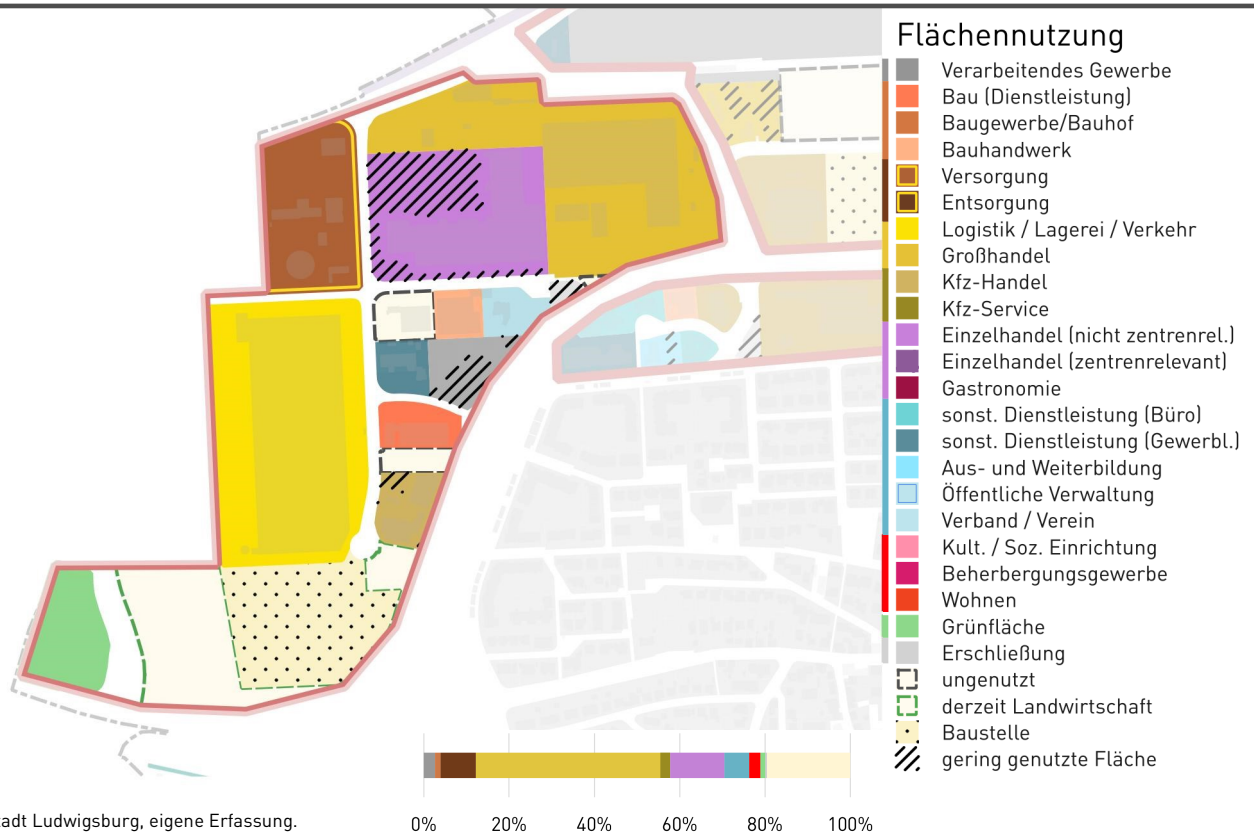 Flächennutzung
Verarbeitendes Gewerbe
Bau (Dienstleistung)
Baugewerbe/Bauhof
Bauhandwerk
Versorgung
Entsorgung
Logistik / Lagerei / Verkehr
Großhandel
Kfz-Handel
Kfz-Service
Einzelhandel (nicht zentrenrel.)
Einzelhandel (zentrenrelevant)
Gastronomie
sonst. Dienstleistung (Büro)
sonst. Dienstleistung (Gewerbl.)
Aus- und Weiterbildung
Öffentliche Verwaltung
Verband / Verein
Kult. / Soz. Einrichtung
Beherbergungsgewerbe
Wohnen
Grünfläche
Erschließung
ungenutzt
derzeit Landwirtschaft
Baustelle
gering genutzte Fläche
tadt Ludwigsburg, eigene Erfassung.
0% 20% 40% 60% 80% 100%